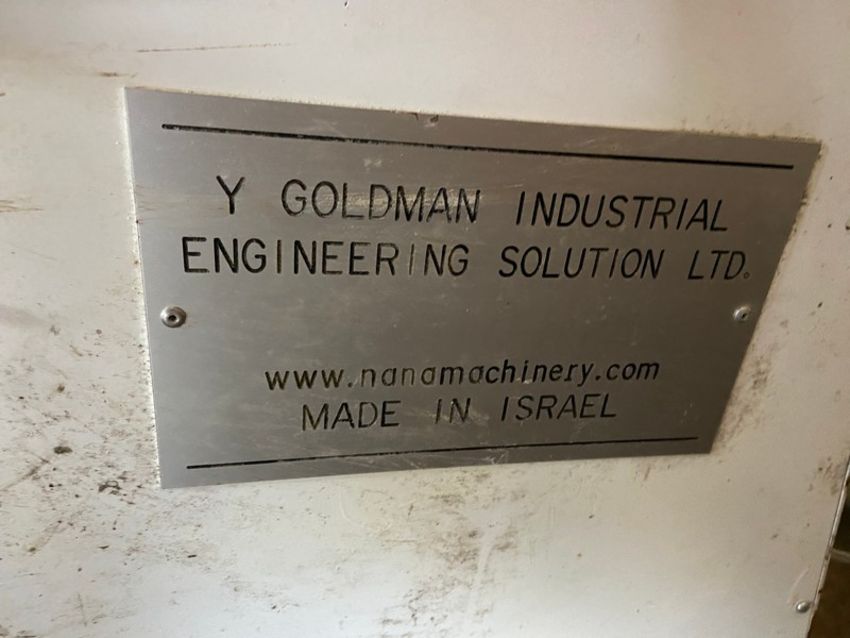 Y GOLDMAN INDUSTRIAL
ENGINEERING SOLUTION LTD.
www.nanamachinery.com
MADE IN ISRAEL